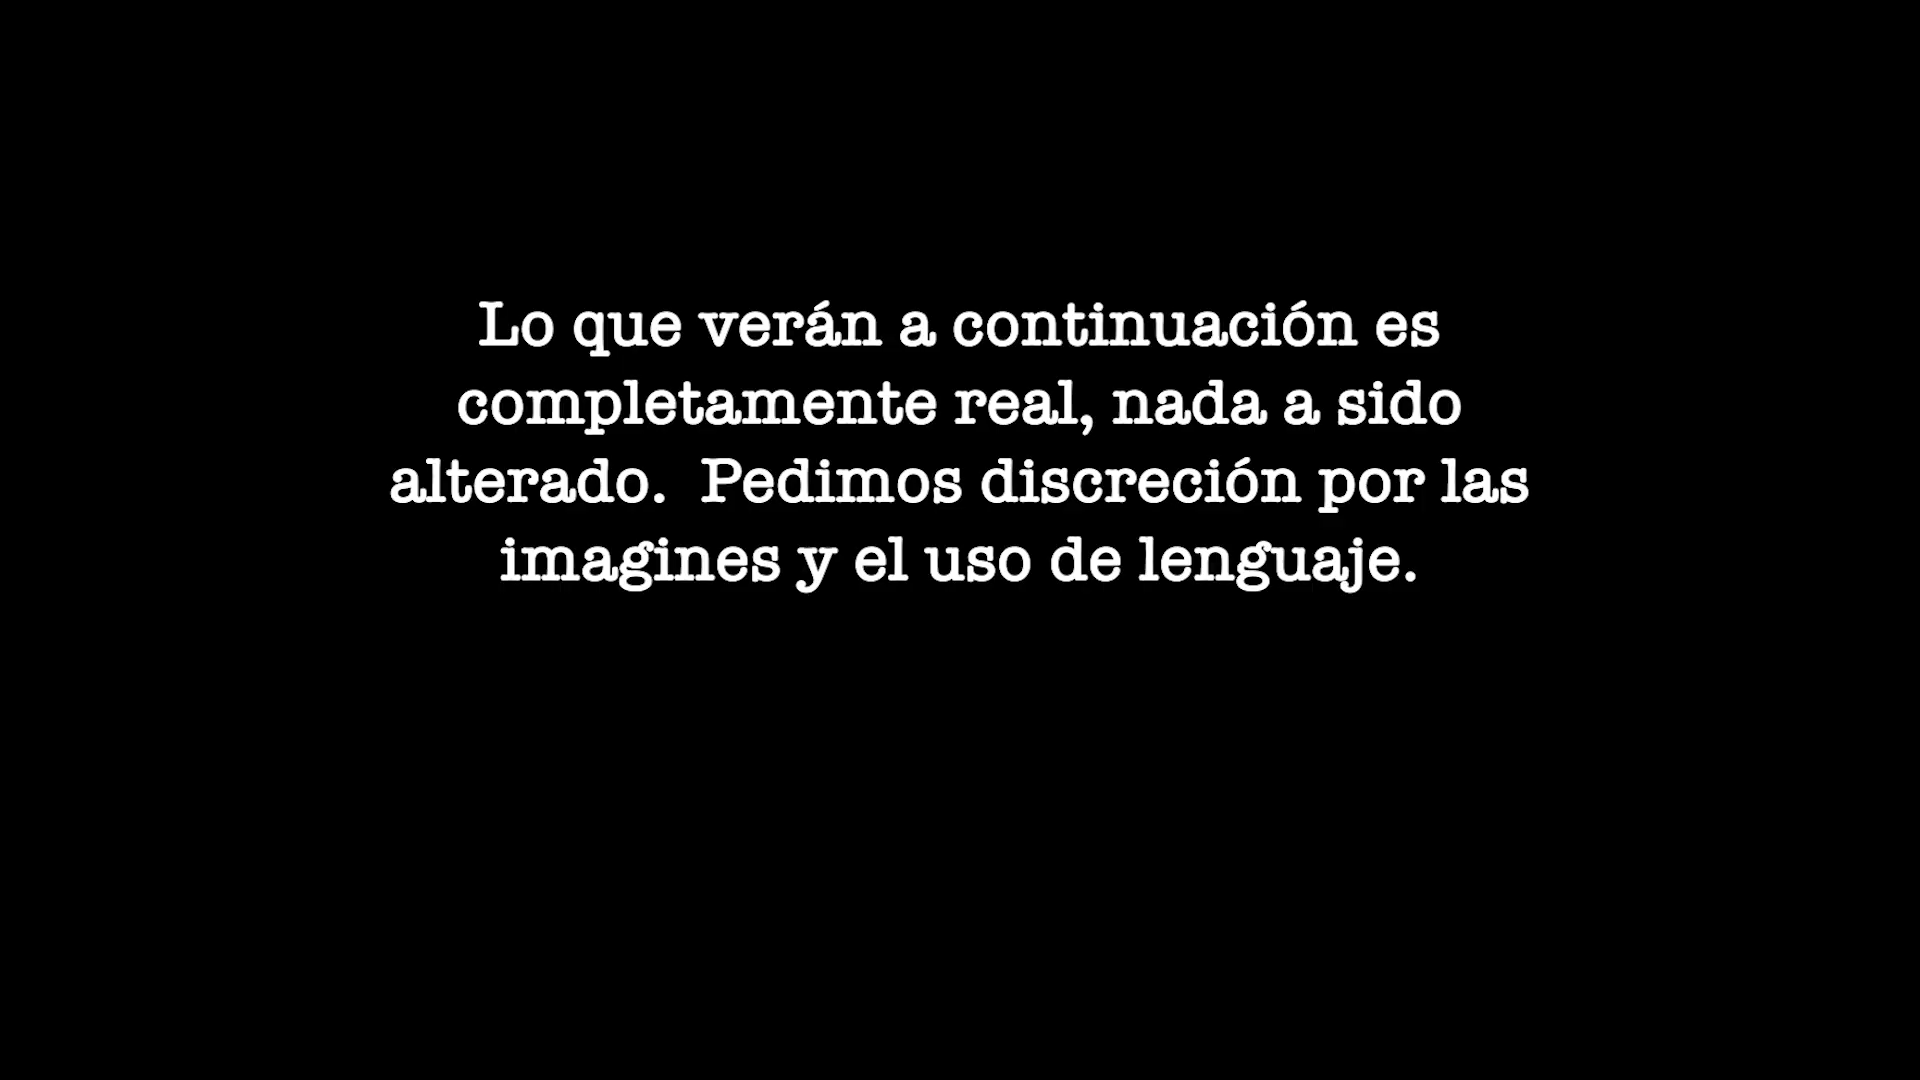 Lo que verán a continuación es
completamente real, nada a sido
alterado.  Pedimos discreción por las
imagines y el uso de lenguaje.